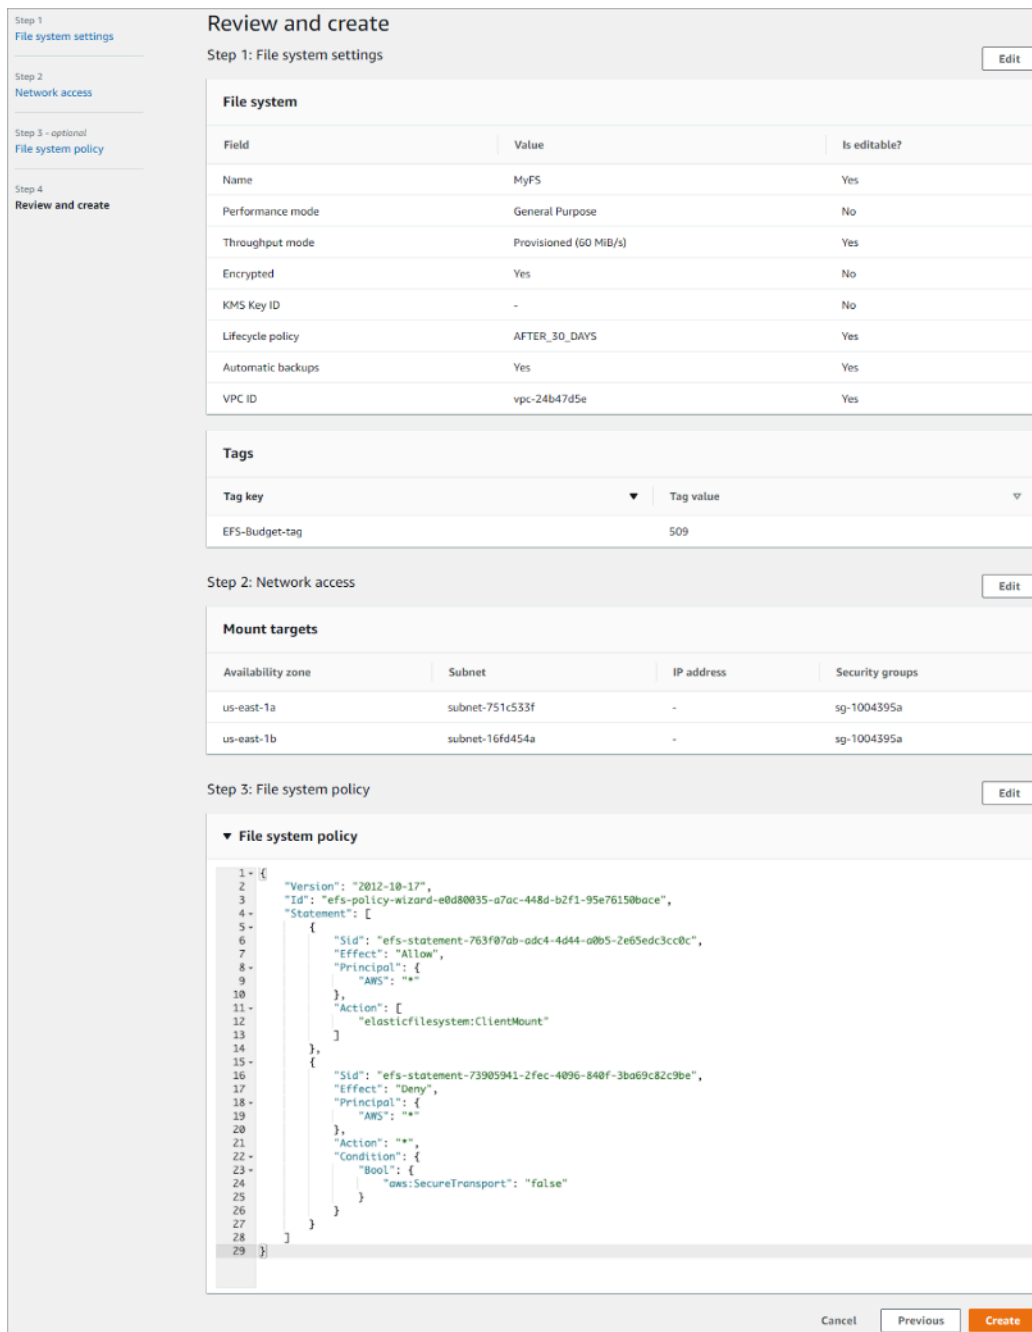 Step 1
File system settings
Step 2
Network access
Step 3 - optional
File system policy
Step 4
Review and create
Review and create
Step 1: File system settings
Edit
File system
Field Value Is editable?
Name MyFS Yes
Performance mode General Purpose No
Throughput mode Provisioned (60 MiB/s) Yes
Encrypted Yes No
KMS Key ID - No
Lifecycle policy AFTER_30_DAYS Yes
Automatic backups Yes Yes
VPC ID vpc-24b47d5e Yes
Tags
Tag key Tag value
EFS-Budget-tag 509
Step 2: Network access
Edit
Mount targets
Availability zone Subnet IP address Security groups
us-east-1a subnet-751c533f - sg-1004395a
us-east-1b subnet-16fd454a - sg-1004395a
Step 3: File system policy
Edit
File system policy
1 {
2 "Version": "2012-10-17",
3 "Id": "efs-policy-wizard-e0d80035-a7ac-448d-b2f1-95e76150bace",
4 "Statement": [
5 {
6 "Sid": "efs-statement-763f07ab-adc4-4d44-a0b5-2e65edc3cc0c",
7 "Effect": "Allow",
8 "Principal": {
9 "AWS": "*"
10 },
11 "Action": [
12 "elasticfilesystem:ClientMount"
13 ]
14 },
15 {
16 "Sid": "efs-statement-73905941-2fec-4096-840f-3ba69c82c9be",
17 "Effect": "Deny",
18 "Principal": {
19 "AWS": "*"
20 },
21 "Action": "*",
22 "Condition": {
23 "Bool": {
24 "aws:SecureTransport": "false"
25 }
26 }
27 }
28 ]
29 }
Cancel Previous Create